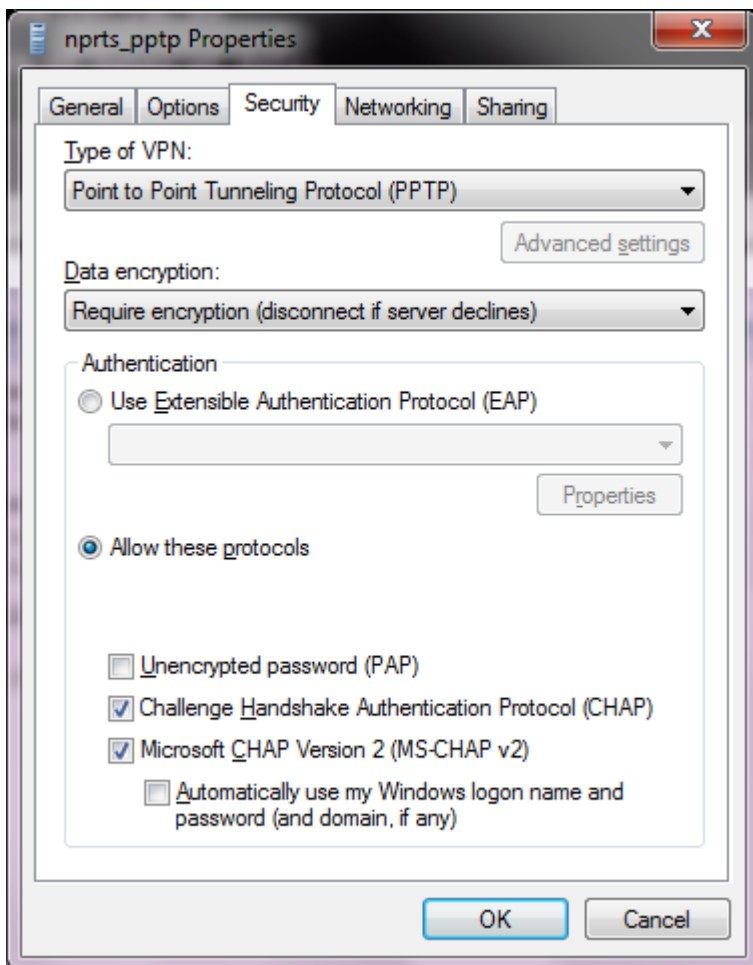 nprts_pptp Properties
General Options Security Networking Sharing
Type of VPN:
Point to Point Tunneling Protocol (PPTP)
Advanced settings
Data encryption:
Require encryption (disconnect if server declines)
Authentication
Use Extensible Authentication Protocol (EAP)
Properties
Allow these protocols
Unencrypted password (PAP)
Challenge Handshake Authentication Protocol (CHAP)
Microsoft CHAP Version 2 (MS-CHAP v2)
Automatically use my Windows logon name and
password (and domain, if any)
OK Cancel